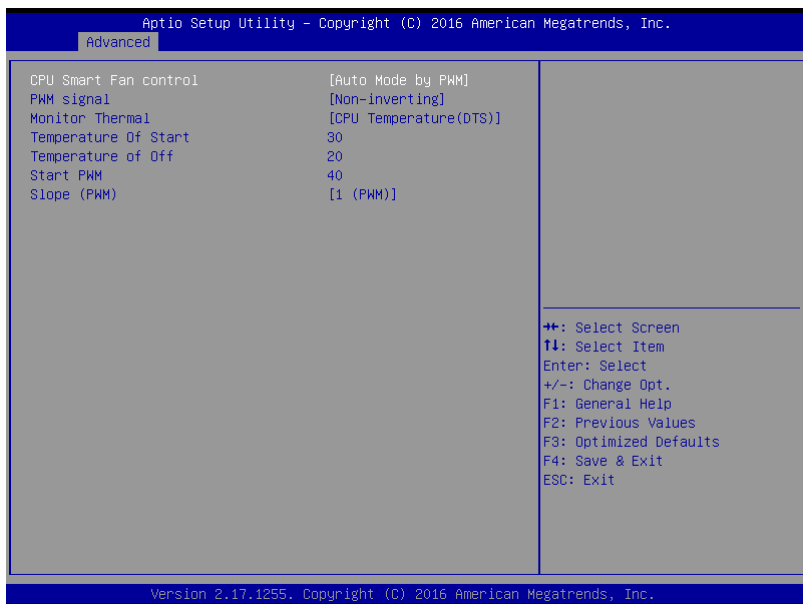 Aptio Setup Utility – Copyright (C) 2016 American Megatrends, Inc.
Advanced
CPU Smart Fan control [Auto Mode by PWM]
PWM signal [Non-inverting]
Monitor Thermal [CPU Temperature(DTS)]
Temperature Of Start 30
Temperature of Off 20
Start PWM 40
Slope (PWM) [1 (PWM)]
→←: Select Screen
↑↓: Select Item
Enter: Select
+/-: Change Opt.
F1: General Help
F2: Previous Values
F3: Optimized Defaults
F4: Save & Exit
ESC: Exit
Version 2.17.1255. Copyright (C) 2016 American Megatrends, Inc.